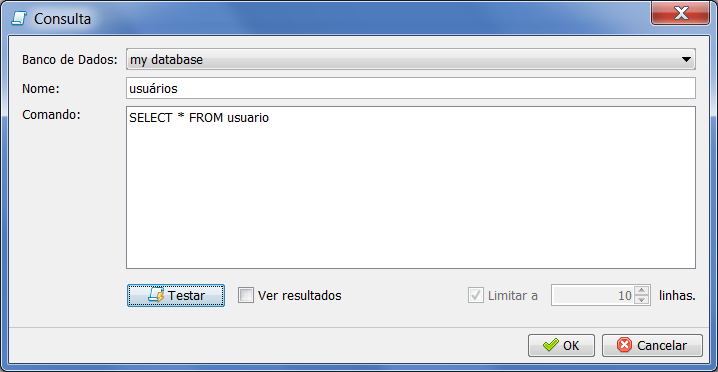 Consulta
Banco de Dados: my database
Nome: usuários
Comando: SELECT * FROM usuario
Testar Ver resultados Limitar a 10 linhas.
OK Cancelar